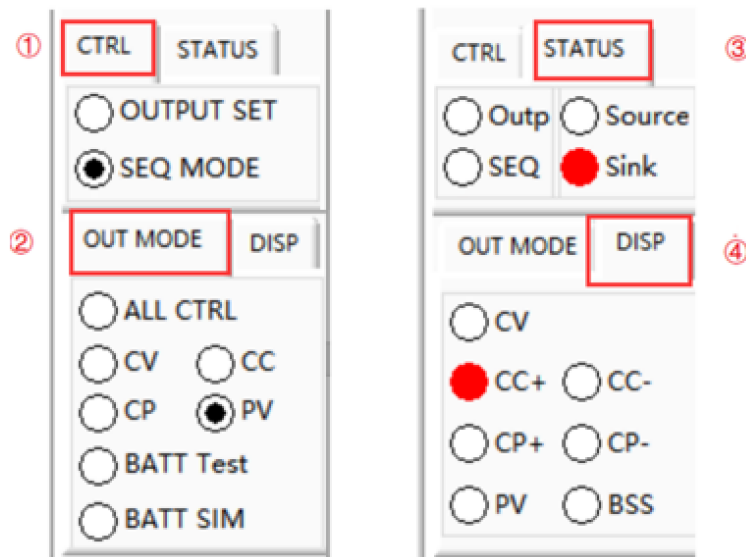 ① CTRL STATUS
OUTPUT SET
SEQ MODE
② OUT MODE DISP
ALL CTRL
CV CC
CP PV
BATT Test
BATT SIM
CTRL STATUS ③
Outp Source
SEQ Sink
OUT MODE DISP ④
CV
CC+ CC-
CP+ CP-
PV BSS